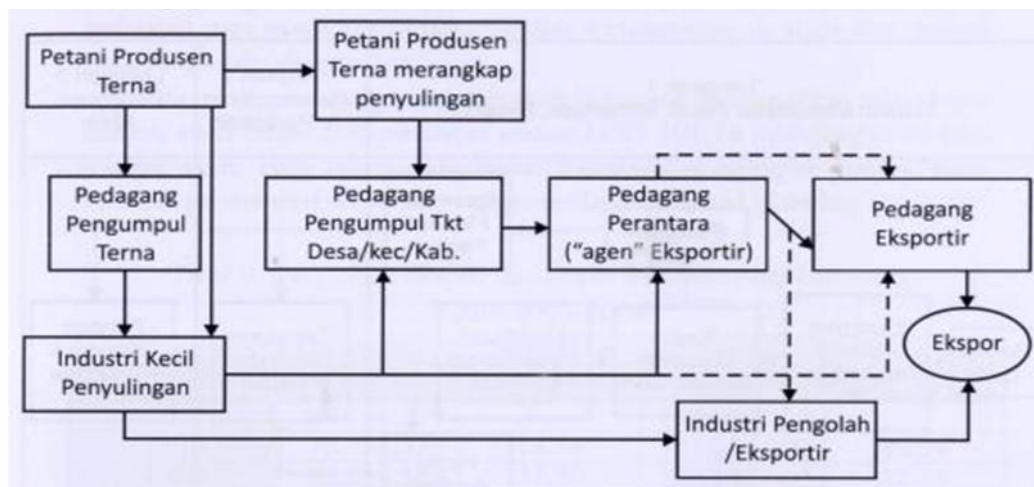 Petani Produsen
Terna
Petani Produsen
Terna merangkap
penyulingan
Pedagang
Pengumpul
Terna
Pedagang
Pengumpul Tkt
Desa/kec/Kab.
Pedagang
Perantara
(“agen” Eksportir)
Pedagang
Eksportir
Industri Kecil
Penyulingan
Ekspor
Industri Pengolah
/Eksportir